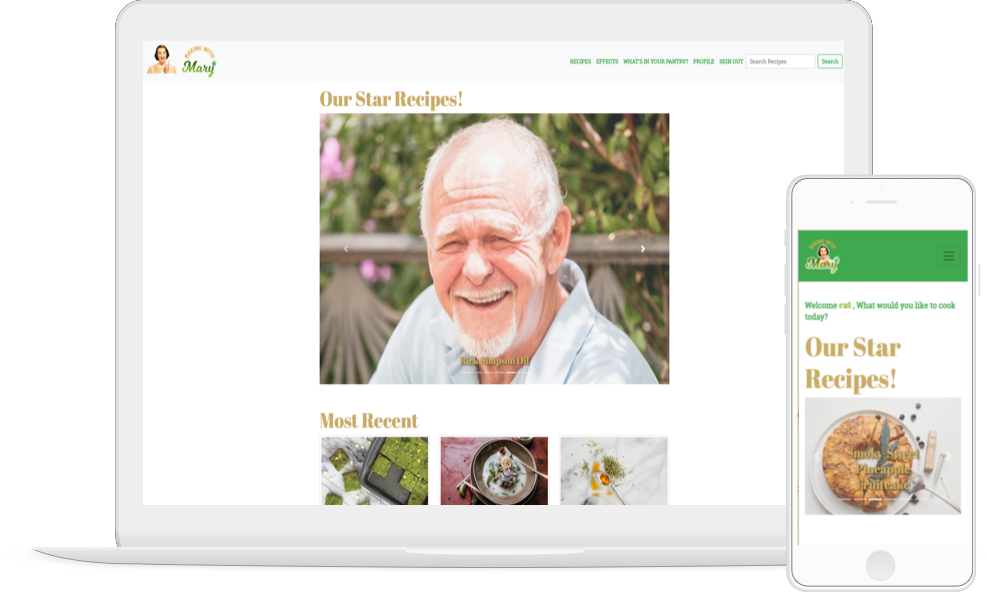 BAKING WITH
Mary
RECIPES EFFECTS WHAT'S IN YOUR PANTRY? PROFILE SIGN OUT Search Recipes Search
Our Star Recipes!
Rick Simpson Oil
Most Recent
BAKING WITH
Mary
Welcome cat , What would you like to cook
today?
Our Star
Recipes!
Smoky Sweet
Pineapple
Fruitcake